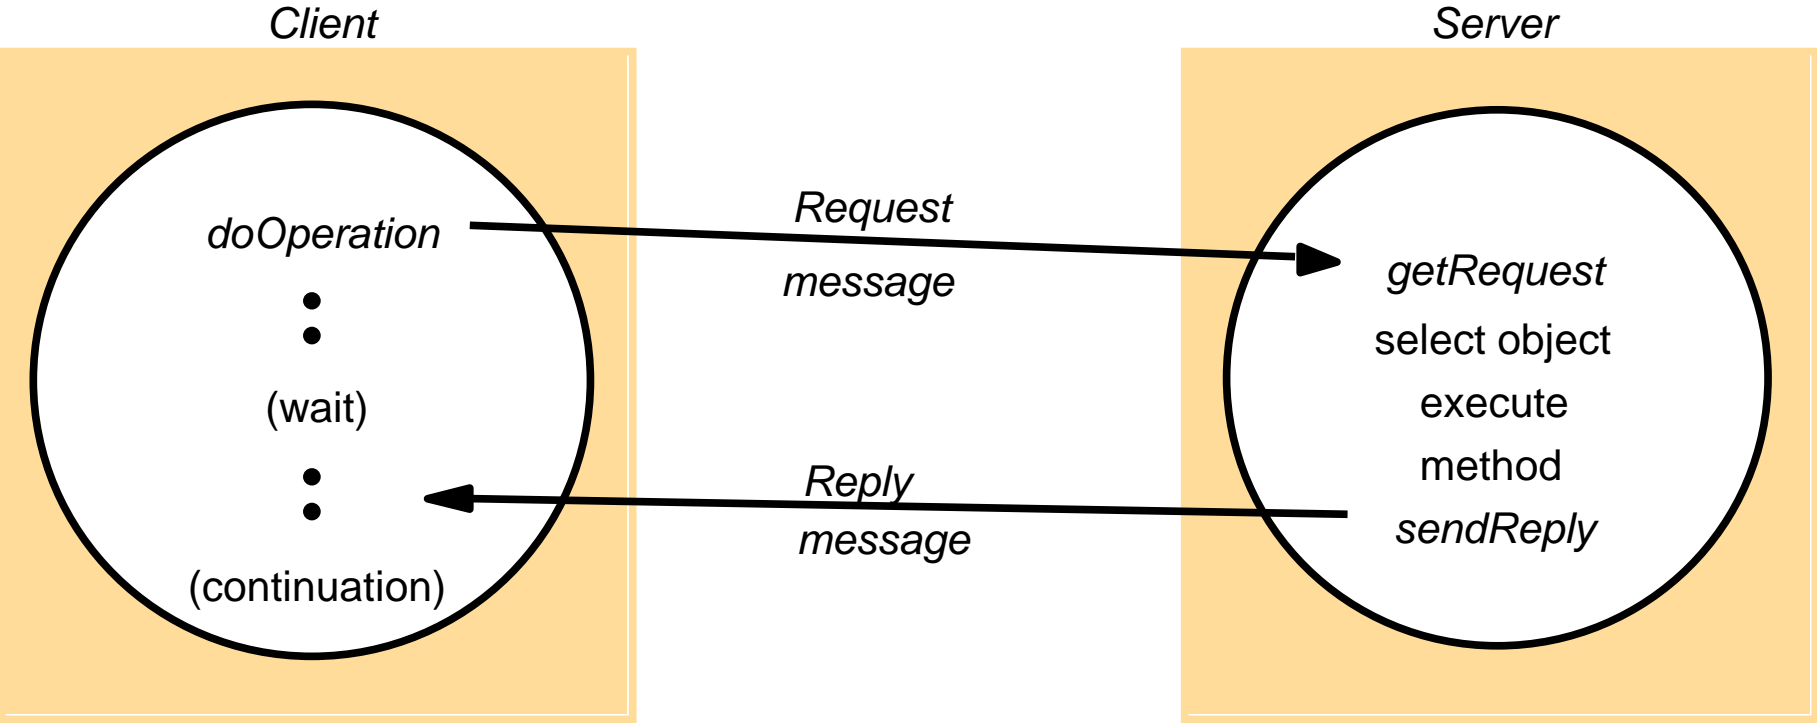 Client
Server
doOperation
(wait)
(continuation)
Request
message
Reply
message
getRequest
select object
execute
method
sendReply